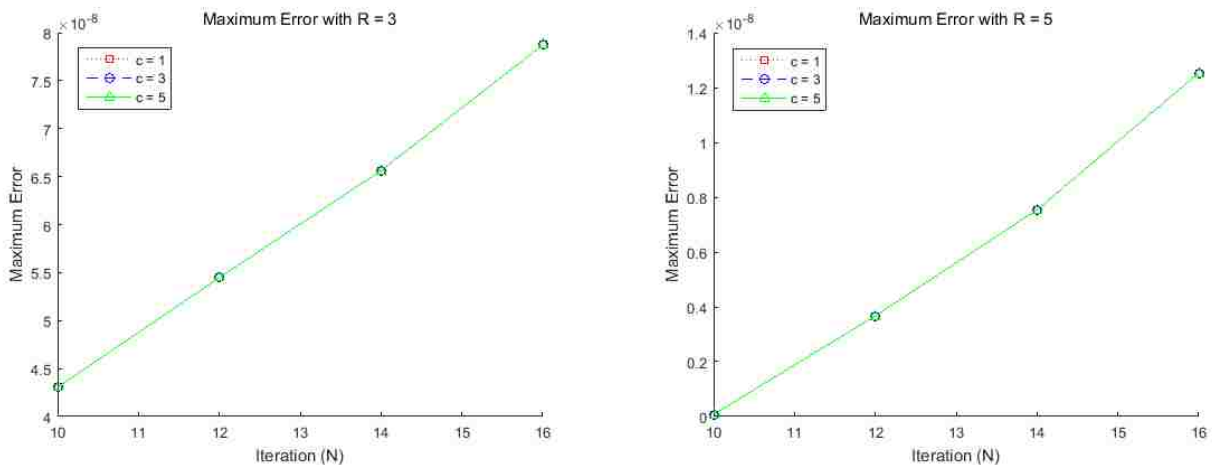 ×10⁻⁸
Maximum Error with R = 3
8
7.5
7
6.5
6
5.5
5
4.5
4
c = 1
c = 3
c = 5
Maximum Error
10 11 12 13 14 15 16
Iteration (N)
×10⁻⁸
Maximum Error with R = 5
1.4
1.2
1
0.8
0.6
0.4
0.2
0
c = 1
c = 3
c = 5
Maximum Error
10 11 12 13 14 15 16
Iteration (N)